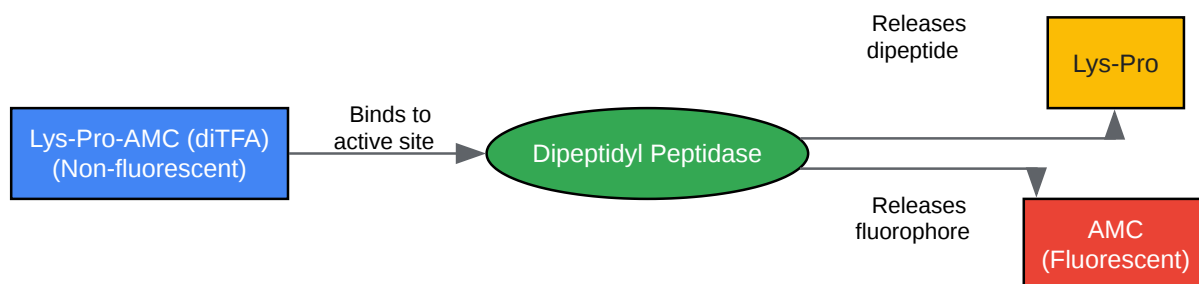 Releases
dipeptide
Lys-Pro
Lys-Pro-AMC (diTFA)
(Non-fluorescent)
Binds to
active site
Dipeptidyl Peptidase
Releases
fluorophore
AMC
(Fluorescent)